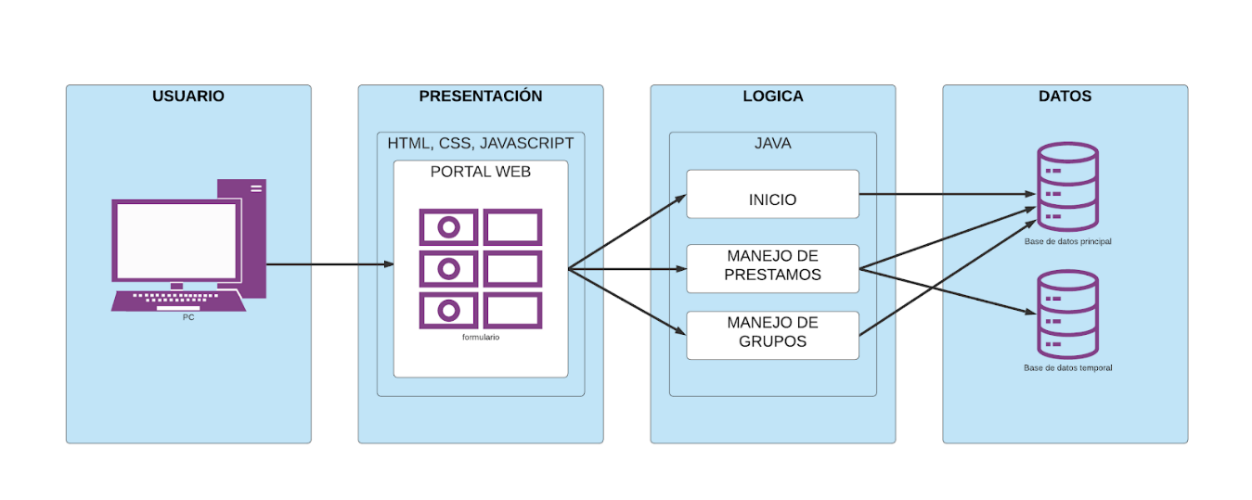 USUARIO
PC
PRESENTACIÓN
HTML, CSS, JAVASCRIPT
PORTAL WEB
formulario
LOGICA
JAVA
INICIO
MANEJO DE
PRESTAMOS
MANEJO DE
GRUPOS
DATOS
Base de datos principal
Base de datos temporal